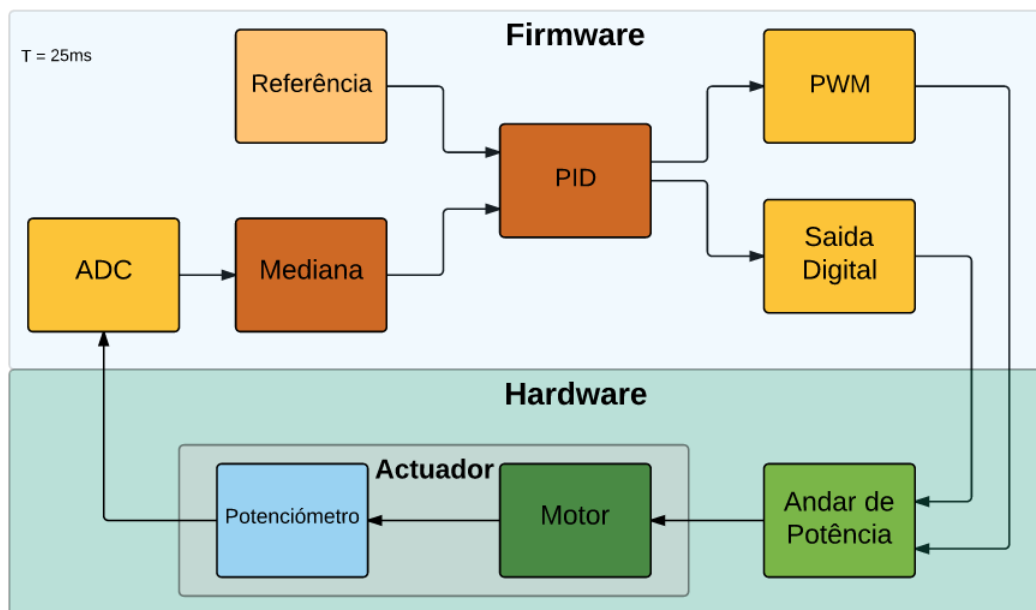 Firmware
T = 25ms
Referência
PWM
PID
Saida
Digital
ADC
Mediana
Hardware
Actuador
Potenciómetro
Motor
Andar de
Potência